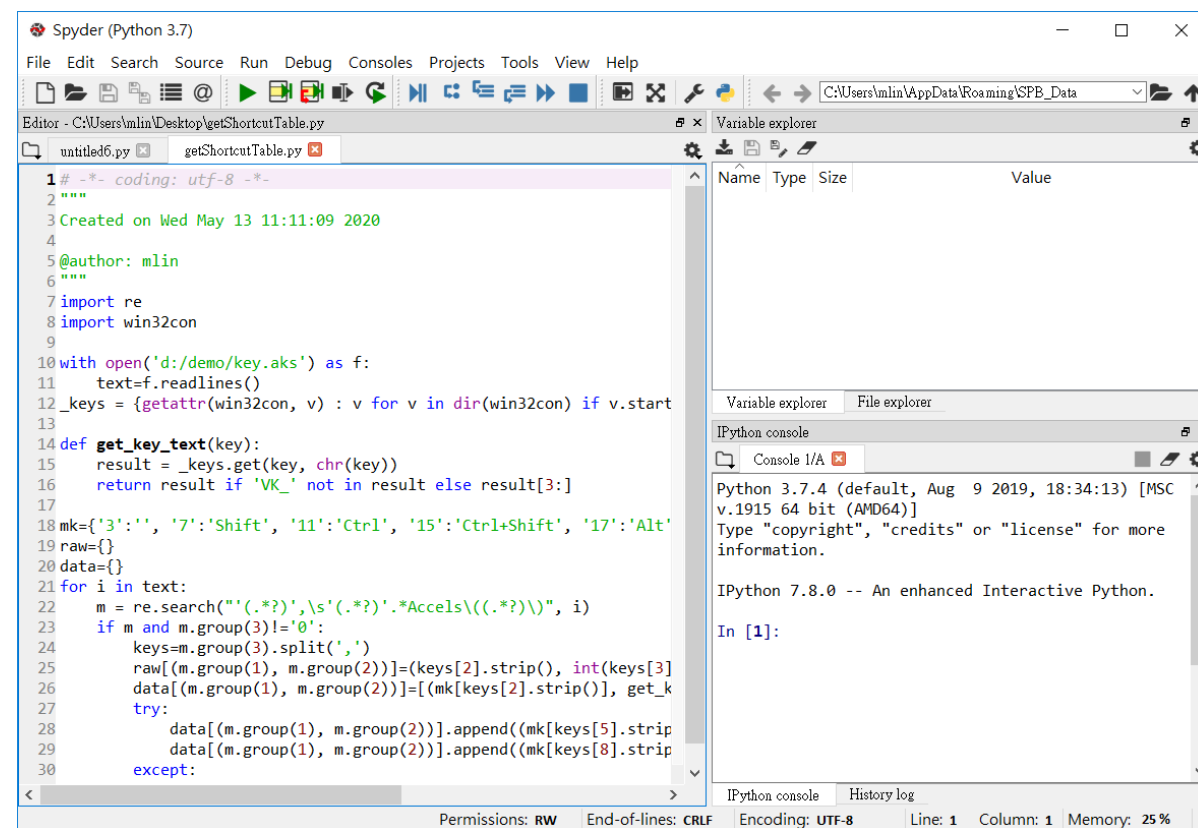 Spyder (Python 3.7)
File Edit Search Source Run Debug Consoles Projects Tools View Help
C:\Users\mlin\AppData\Roaming\SPB_Data
Editor - C:\Users\mlin\Desktop\getShortcutTable.py
untitled6.py getShortcutTable.py
1 # -*- coding: utf-8 -*-
2 """
3 Created on Wed May 13 11:11:09 2020
4
5 @author: mlin
6 """
7 import re
8 import win32con
9
10 with open('d:/demo/key.aks') as f:
11     text=f.readlines()
12 _keys = {getattr(win32con, v) : v for v in dir(win32con) if v.start
13
14 def get_key_text(key):
15     result = _keys.get(key, chr(key))
16     return result if 'VK_' not in result else result[3:]
17
18 mk={'3':'', '7':'Shift', '11':'Ctrl', '15':'Ctrl+Shift', '17':'Alt'
19 raw={}
20 data={}
21 for i in text:
22     m = re.search("'(.*?)',\s'(.*?)'.*Accels\((.*?)\)", i)
23     if m and m.group(3)!='0':
24         keys=m.group(3).split(',')
25         raw[(m.group(1), m.group(2))]=(keys[2].strip(), int(keys[3]
26         data[(m.group(1), m.group(2))]=[(mk[keys[2].strip()], get_k
27         try:
28             data[(m.group(1), m.group(2))].append((mk[keys[5].strip
29             data[(m.group(1), m.group(2))].append((mk[keys[8].strip
30         except:
Variable explorer
Name Type Size Value
Variable explorer File explorer
IPython console
Console 1/A
Python 3.7.4 (default, Aug  9 2019, 18:34:13) [MSC
v.1915 64 bit (AMD64)]
Type "copyright", "credits" or "license" for more
information.
IPython 7.8.0 -- An enhanced Interactive Python.
In [1]:
IPython console History log
Permissions: RW End-of-lines: CRLF Encoding: UTF-8 Line: 1 Column: 1 Memory: 25 %